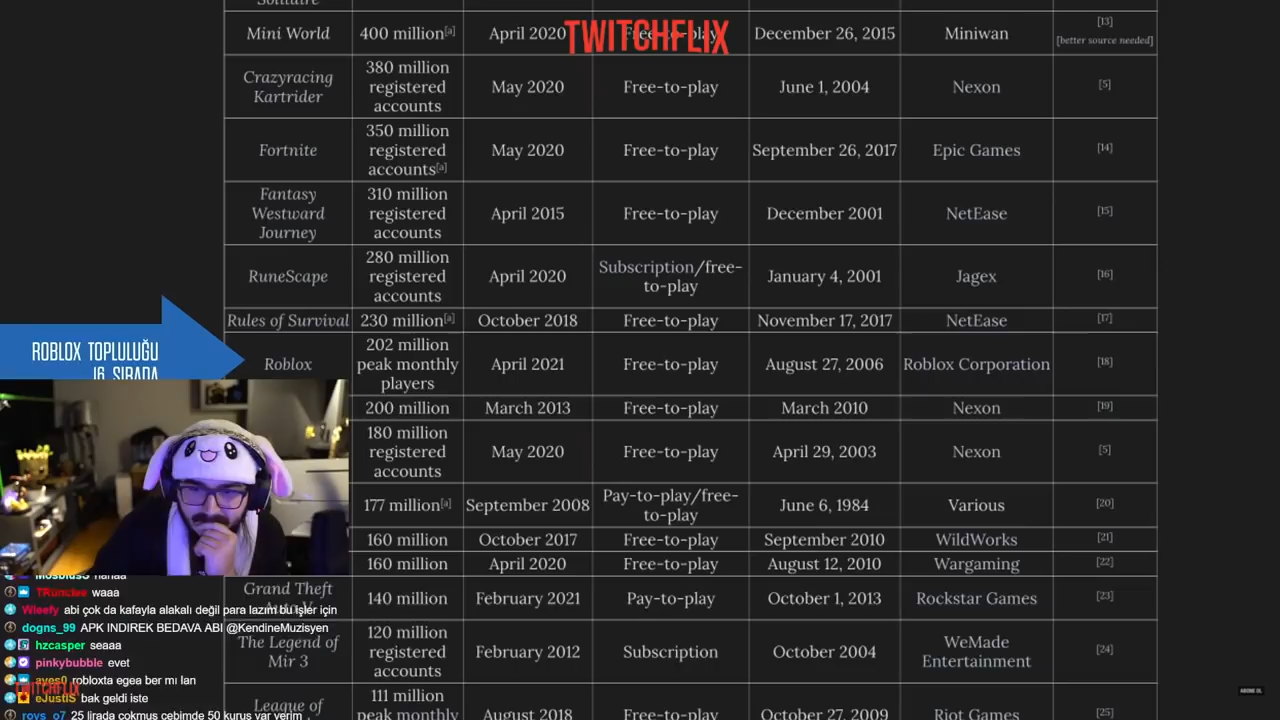 TWITCHFLIX
Mini World 400 million[a] April 2020 Free-to-play December 26, 2015 Miniwan [13]
[better source needed]
Crazyracing
Kartrider
380 million
registered
accounts
May 2020 Free-to-play June 1, 2004 Nexon [5]
Fortnite
350 million
registered
accounts[a]
May 2020 Free-to-play September 26, 2017 Epic Games [14]
Fantasy
Westward
Journey
310 million
registered
accounts
April 2015 Free-to-play December 2001 NetEase [15]
RuneScape
280 million
registered
accounts
April 2020
Subscription/free-
to-play
January 4, 2001 Jagex [16]
Rules of Survival 230 million[a] October 2018 Free-to-play November 17, 2017 NetEase [17]
ROBLOX TOPLULUĞU
16. SIRADA
Roblox
202 million
peak monthly
players
April 2021 Free-to-play August 27, 2006 Roblox Corporation [18]
200 million March 2013 Free-to-play March 2010 Nexon [19]
180 million
registered
accounts
May 2020 Free-to-play April 29, 2003 Nexon [5]
177 million[a] September 2008
Pay-to-play/free-
to-play
June 6, 1984 Various [20]
160 million October 2017 Free-to-play September 2010 WildWorks [21]
160 million April 2020 Free-to-play August 12, 2010 Wargaming [22]
Grand Theft
140 million February 2021 Pay-to-play October 1, 2013 Rockstar Games [23]
The Legend of
Mir 3
120 million
registered
accounts
February 2012 Subscription October 2004
WeMade
Entertainment
[24]
League of
111 million
peak monthly
August 2018 Free-to-play October 27, 2009 Riot Games [25]
waaa
Wleefy abi çok da kafayla alakalı değil para lazım bu işler için
dogns_99 APK INDIREK BEDAVA ABI @KendineMuzisyen
hzcasper seaaa
pinkybubble evet
ayes0 robloxta egea ber mı lan
eJustiS bak geldi iste
roys_o7 25 lirada cokmus cebimde 50 kurus var yerim
TWITCHFLIX
ABONE OL